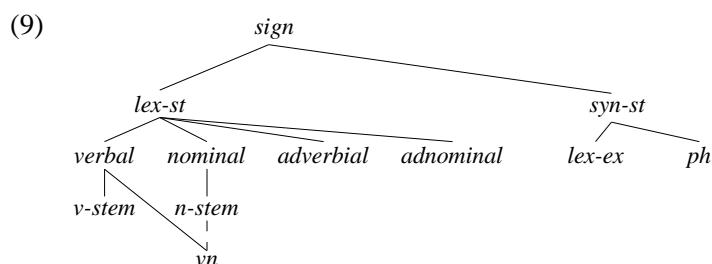 (9) sign
lex-st syn-st
verbal nominal adverbial adnominal lex-ex ph
v-stem n-stem
vn